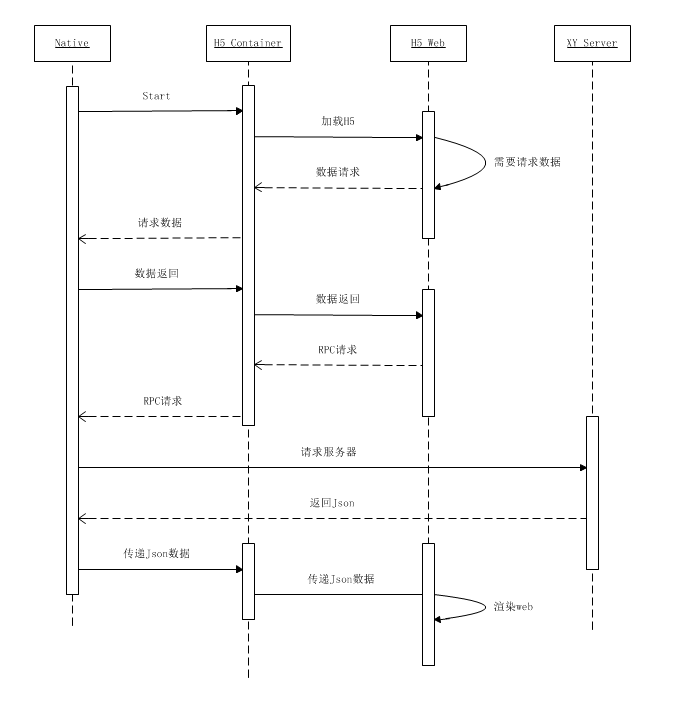 Native
H5 Container
H5 Web
XY Server
Start
加载H5
需要请求数据
数据请求
请求数据
数据返回
数据返回
RPC请求
RPC请求
请求服务器
返回Json
传递Json数据
传递Json数据
渲染web